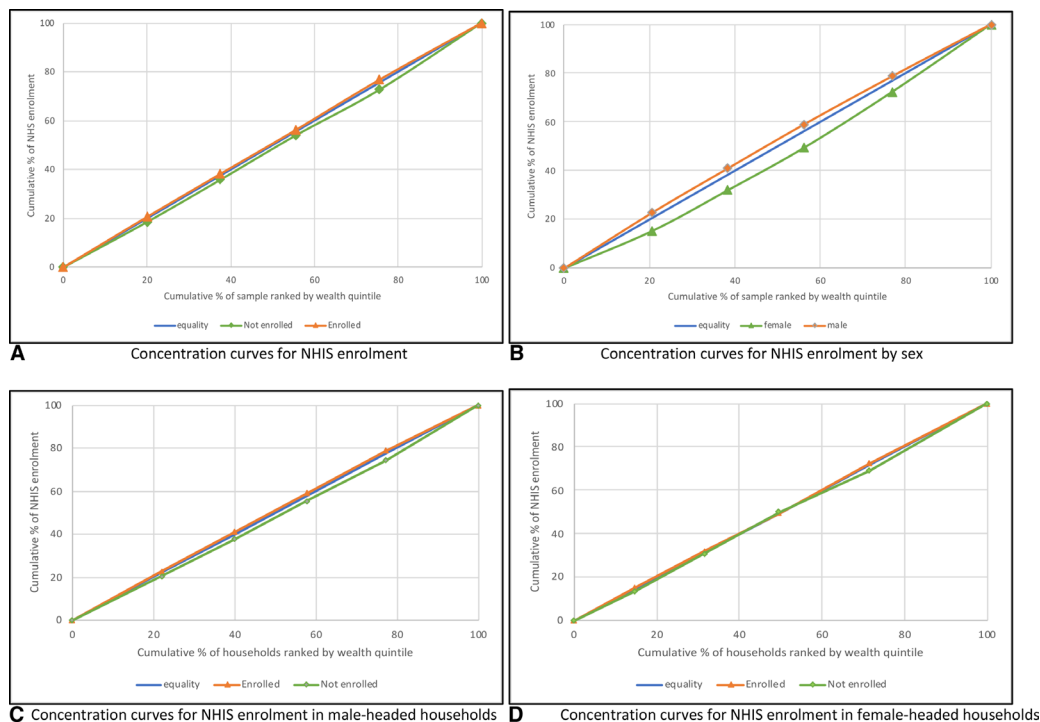 100
80
60
40
20
0
Cumulative % of NHIS enrolment
0 20 40 60 80 100
Cumulative % of sample ranked by wealth quintile
equality Not enrolled Enrolled
A Concentration curves for NHIS enrolment
100
80
60
40
20
0
Cumulative % of NHIS enrolment
0 20 40 60 80 100
Cumulative % of sample ranked by wealth quintile
equality female male
B Concentration curves for NHIS enrolment by sex
100
80
60
40
20
0
Cumulative % of NHIS enrolment
0 20 40 60 80 100
Cumulative % of households ranked by wealth quintile
equality Enrolled Not enrolled
C Concentration curves for NHIS enrolment in male-headed households
100
80
60
40
20
0
Cumulative % of NHIS enrolment
0 20 40 60 80 100
Cumulative % of households ranked by wealth quintile
equality Enrolled Not enrolled
D Concentration curves for NHIS enrolment in female-headed households